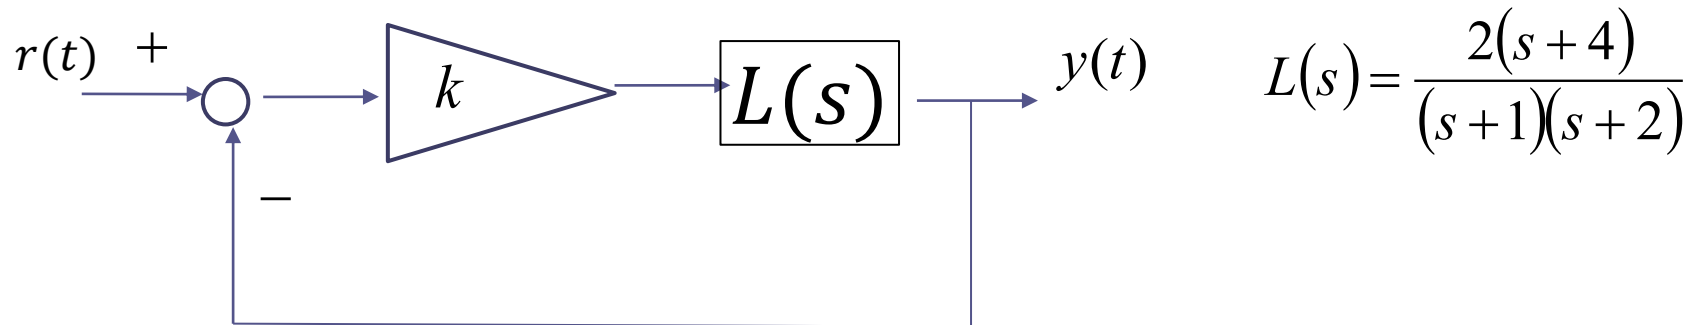 r(t) +
k
L(s)
y(t)
L(s) = 2(s + 4) / (s + 1)(s + 2)
−